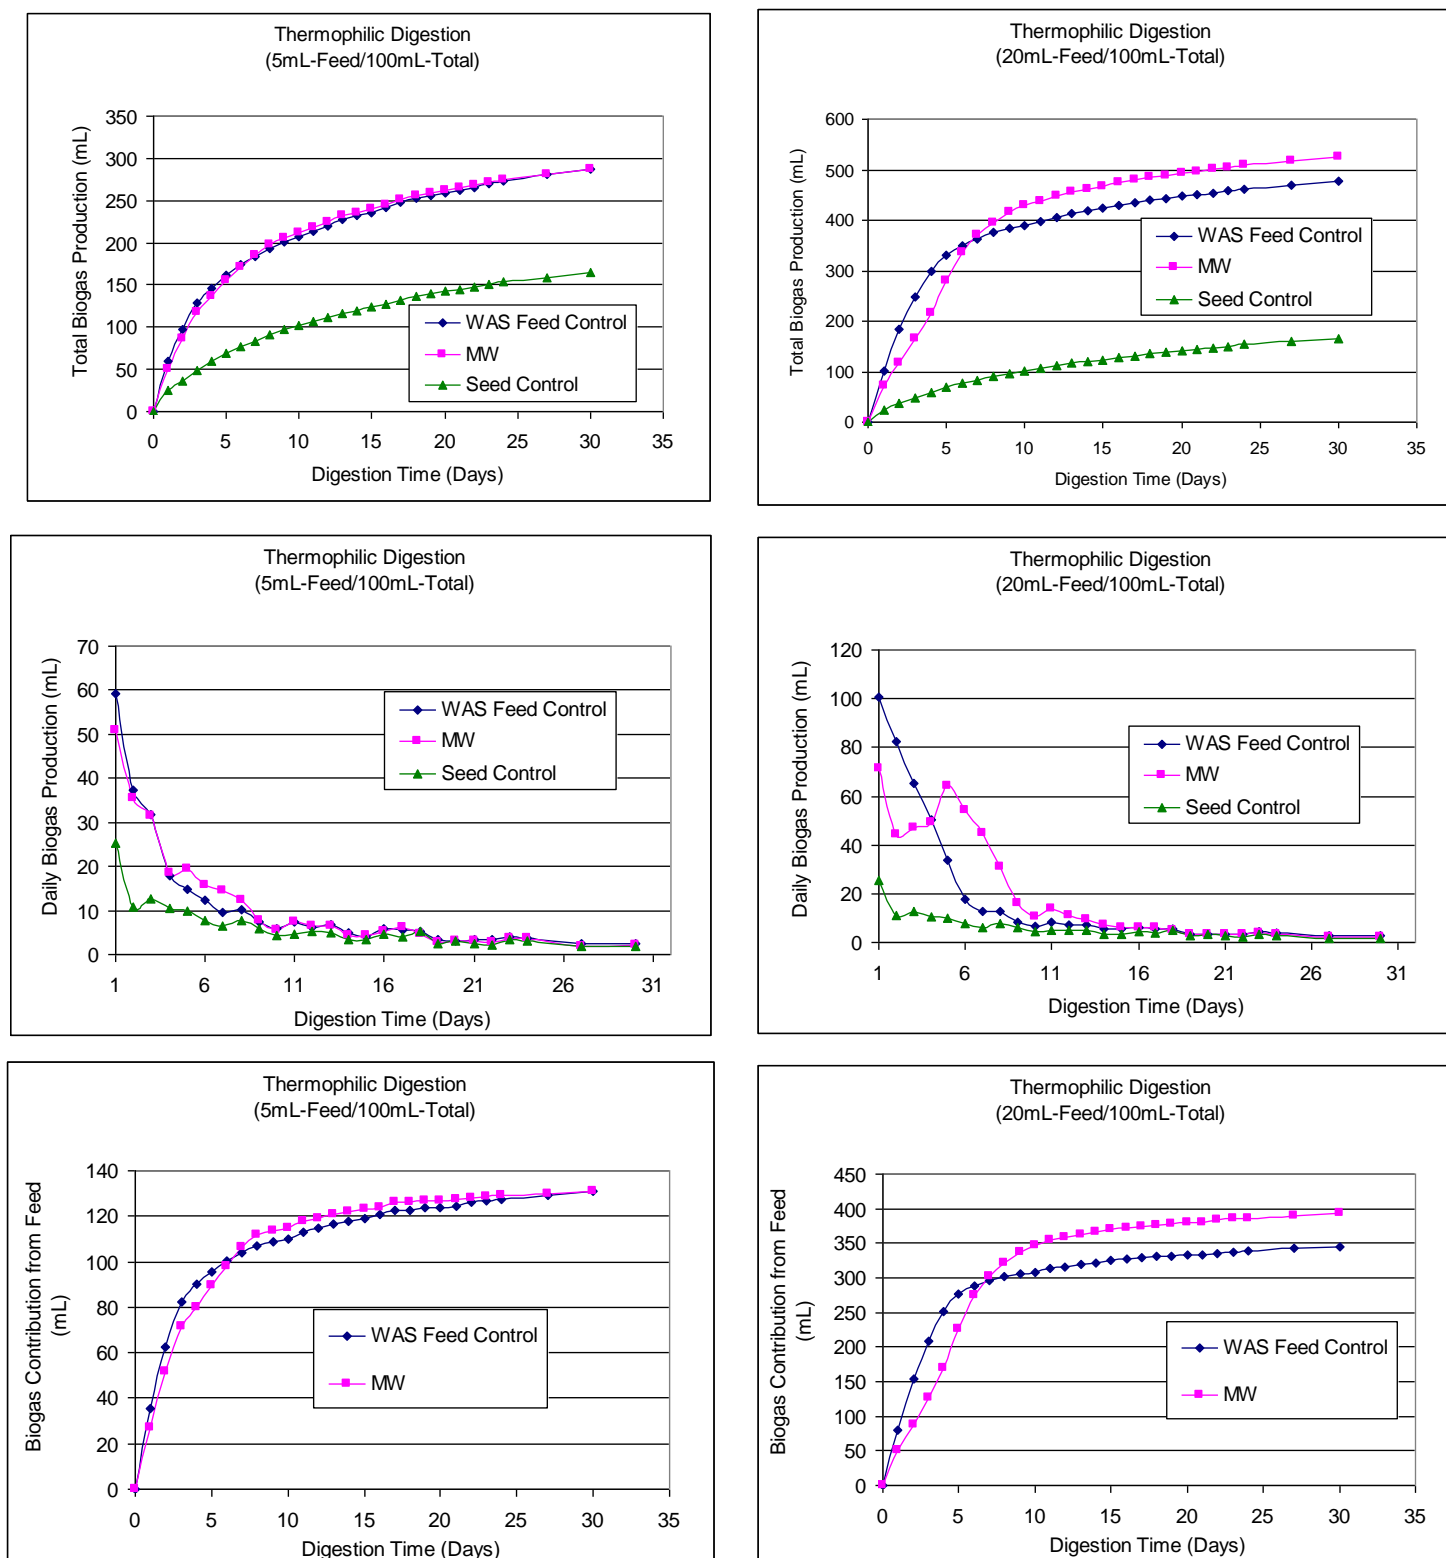 Thermophilic Digestion
(5mL-Feed/100mL-Total)
Total Biogas Production (mL)
350
300
250
200
150
100
50
0
WAS Feed Control
MW
Seed Control
0 5 10 15 20 25 30 35
Digestion Time (Days)
Thermophilic Digestion
(20mL-Feed/100mL-Total)
Total Biogas Production (mL)
600
500
400
300
200
100
0
WAS Feed Control
MW
Seed Control
0 5 10 15 20 25 30 35
Digestion Time (Days)
Thermophilic Digestion
(5mL-Feed/100mL-Total)
Daily Biogas Production (mL)
70
60
50
40
30
20
10
0
WAS Feed Control
MW
Seed Control
1 6 11 16 21 26 31
Digestion Time (Days)
Thermophilic Digestion
(20mL-Feed/100mL-Total)
Daily Biogas Production (mL)
120
100
80
60
40
20
0
WAS Feed Control
MW
Seed Control
1 6 11 16 21 26 31
Digestion Time (Days)
Thermophilic Digestion
(5mL-Feed/100mL-Total)
Biogas Contribution from Feed
(mL)
140
120
100
80
60
40
20
0
WAS Feed Control
MW
0 5 10 15 20 25 30 35
Digestion Time (Days)
Thermophilic Digestion
(20mL-Feed/100mL-Total)
Biogas Contribution from Feed
(mL)
450
400
350
300
250
200
150
100
50
0
WAS Feed Control
MW
0 5 10 15 20 25 30 35
Digestion Time (Days)